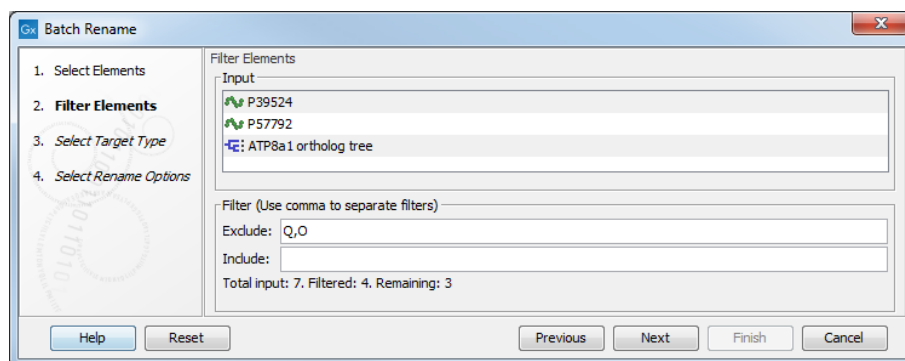 Gx Batch Rename
1. Select Elements
2. Filter Elements
3. Select Target Type
4. Select Rename Options
Filter Elements
Input
P39524
P57792
ATP8a1 ortholog tree
Filter (Use comma to separate filters)
Exclude: Q,O
Include:
Total input: 7. Filtered: 4. Remaining: 3
Help Reset Previous Next Finish Cancel